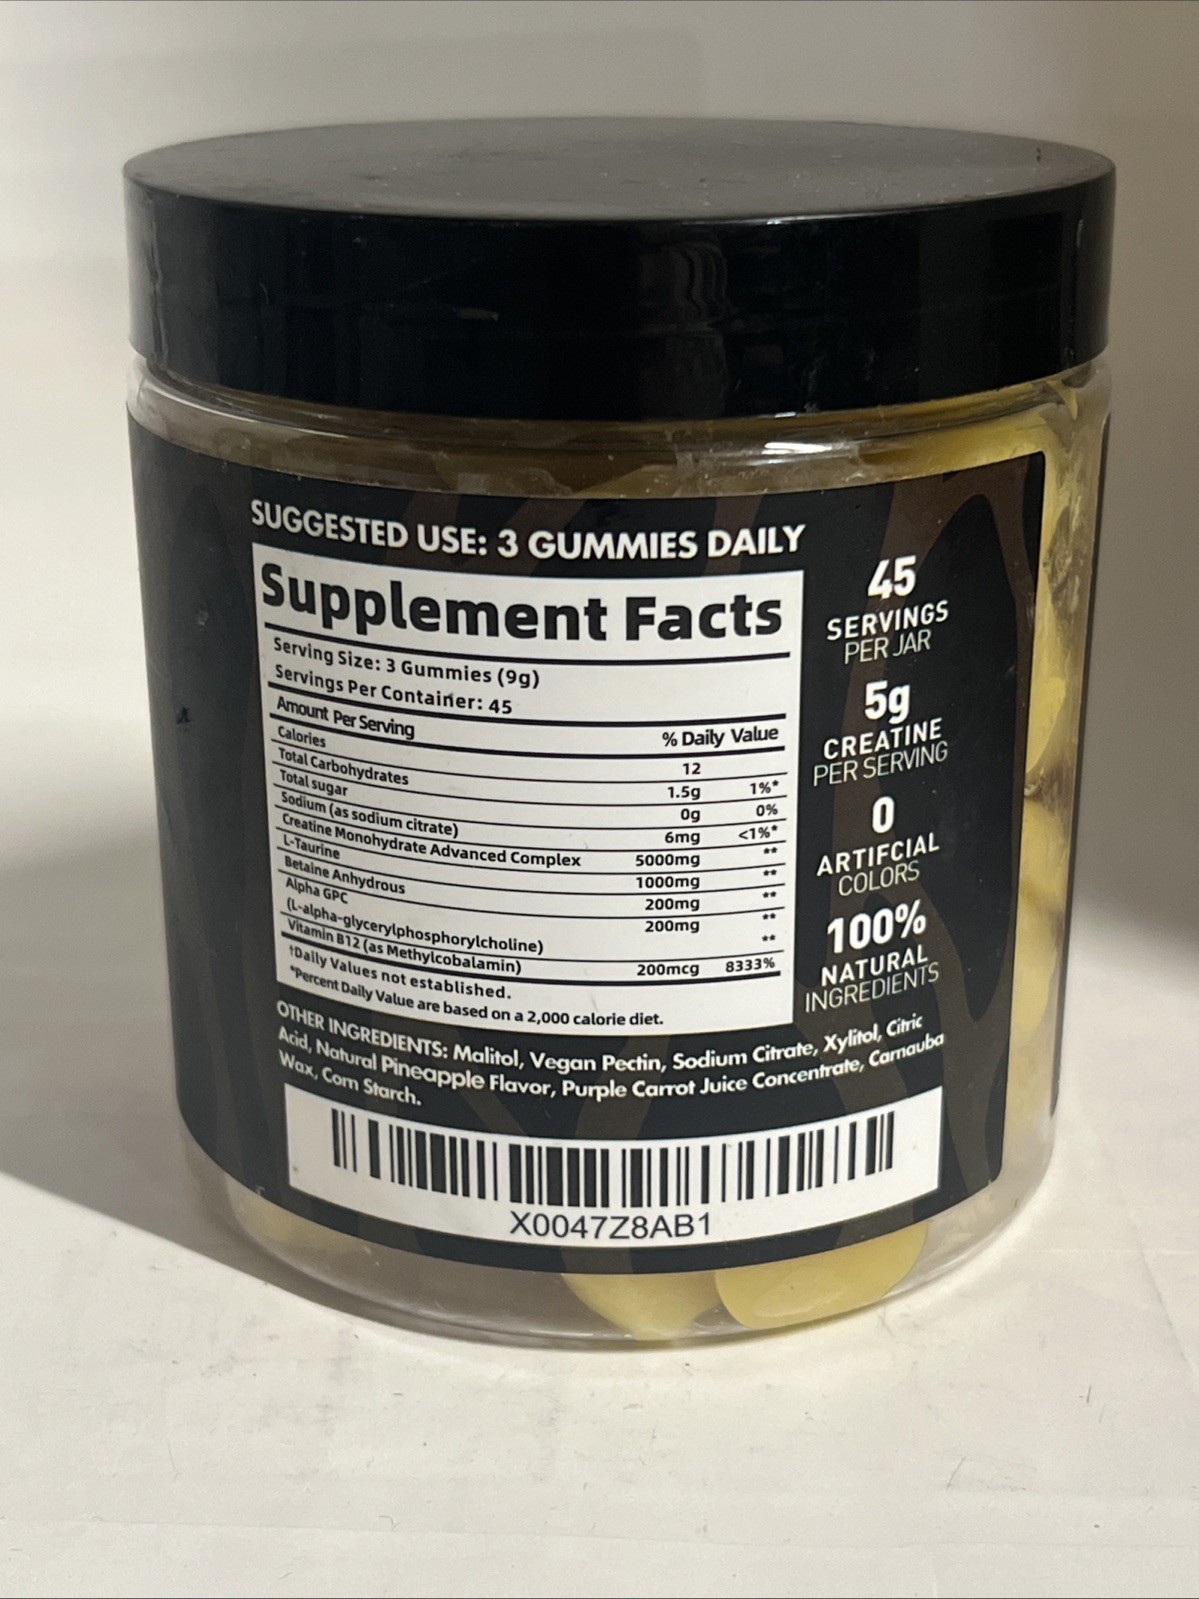 SUGGESTED USE: 3 GUMMIES DAILY
Supplement Facts
Serving Size: 3 Gummies (9g)
Servings Per Container: 45
Amount Per Serving % Daily Value
Calories 12
Total Carbohydrates 1.5g 1%*
Total sugar 0g 0%
Sodium (as sodium citrate) 6mg <1%*
Creatine Monohydrate Advanced Complex 5000mg **
L-Taurine 1000mg **
Betaine Anhydrous 200mg **
Alpha GPC 200mg **
(L-alpha-glycerylphosphorylcholine) **
Vitamin B12 (as Methylcobalamin) 200mcg 8333%
†Daily Values not established.
*Percent Daily Value are based on a 2,000 calorie diet.
45
SERVINGS
PER JAR
5g
CREATINE
PER SERVING
0
ARTIFCIAL
COLORS
100%
NATURAL
INGREDIENTS
OTHER INGREDIENTS: Malitol, Vegan Pectin, Sodium Citrate, Xylitol, Citric
Acid, Natural Pineapple Flavor, Purple Carrot Juice Concentrate, Carnauba
Wax, Corn Starch.
X0047Z8AB1